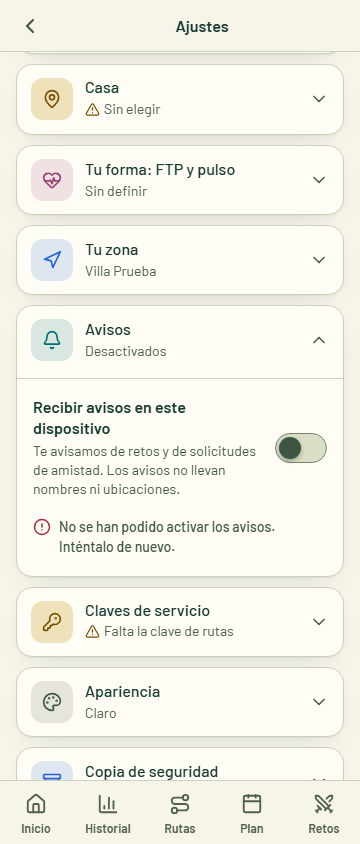 Ajustes
Casa
Sin elegir
Tu forma: FTP y pulso
Sin definir
Tu zona
Villa Prueba
Avisos
Desactivados
Recibir avisos en este
dispositivo
Te avisamos de retos y de solicitudes
de amistad. Los avisos no llevan
nombres ni ubicaciones.
No se han podido activar los avisos.
Inténtalo de nuevo.
Claves de servicio
Falta la clave de rutas
Apariencia
Claro
Copia de seguridad
Inicio
Historial
Rutas
Plan
Retos